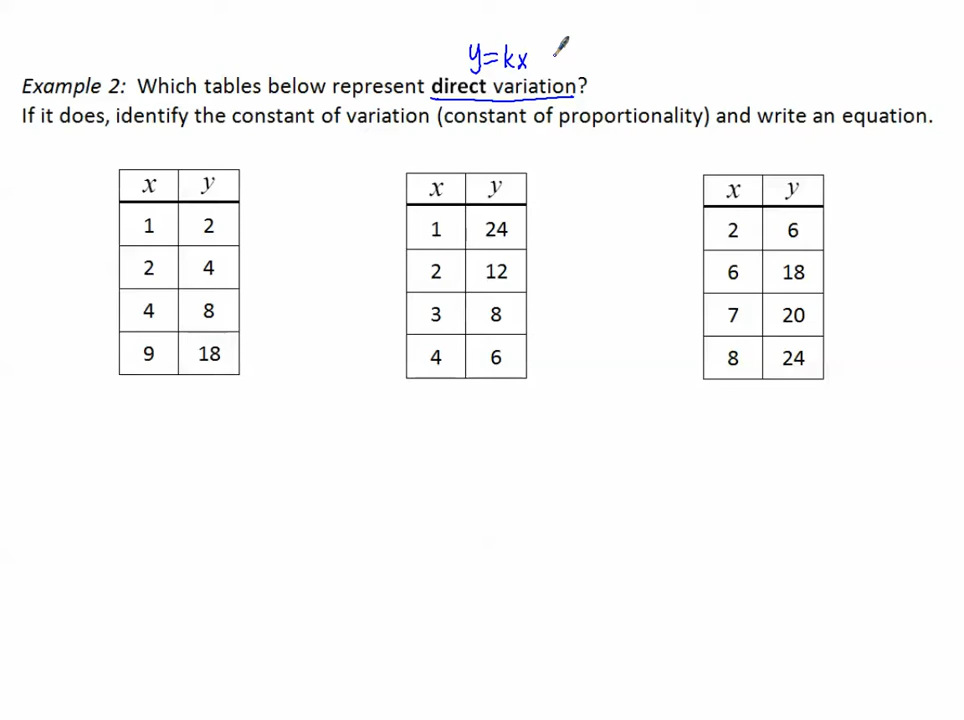 y=kx
Example 2: Which tables below represent direct variation?
If it does, identify the constant of variation (constant of proportionality) and write an equation.
x y
1 2
2 4
4 8
9 18
x y
1 24
2 12
3 8
4 6
x y
2 6
6 18
7 20
8 24